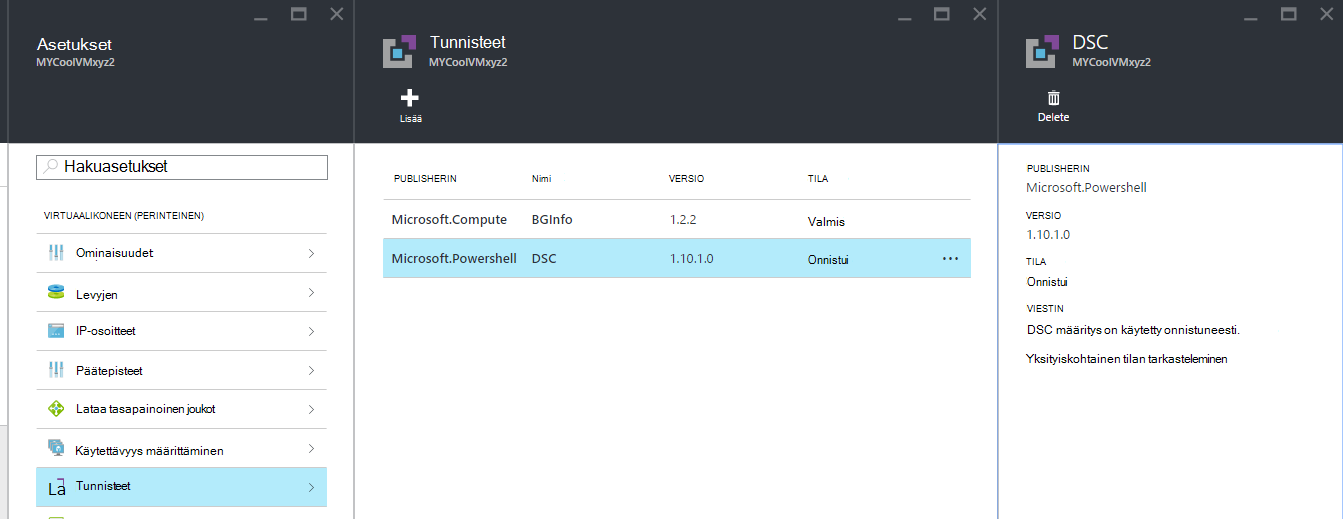 Asetukset
MYCoolVMxyz2
Hakuasetukset
VIRTUAALIKONEEN (PERINTEINEN)
Ominaisuudet
Levyjen
IP-osoitteet
Päätepisteet
Lataa tasapainoinen joukot
Käytettävyys määrittäminen
La Tunnisteet
Tunnisteet
MYCoolVMxyz2
Lisää
PUBLISHERIN Nimi VERSIO TILA
Microsoft.Compute BGInfo 1.2.2 Valmis
Microsoft.Powershell DSC 1.10.1.0 Onnistui ...
DSC
MYCoolVMxyz2
Delete
PUBLISHERIN
Microsoft.Powershell
VERSIO
1.10.1.0
TILA
Onnistui
VIESTIN
DSC määritys on käytetty onnistuneesti.
Yksityiskohtainen tilan tarkasteleminen